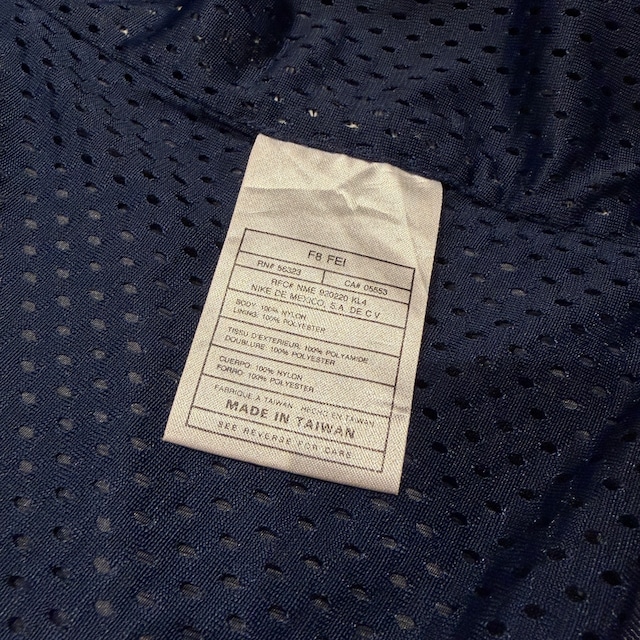 F8 FEI
RN# 56323 CA# 05553
RFC# NME 920220 KL4
NIKE DE MEXICO, S.A. DE C V
BODY: 100% NYLON
LINING: 100% POLYESTER
TISSU D'EXTERIEUR: 100% POLYAMIDE
DOUBLURE: 100% POLYESTER
CUERPO: 100% NYLON
FORRO: 100% POLYESTER
FABRIQUE A TAIWAN HECHO EN TAIWAN
MADE IN TAIWAN
SEE REVERSE FOR CARE